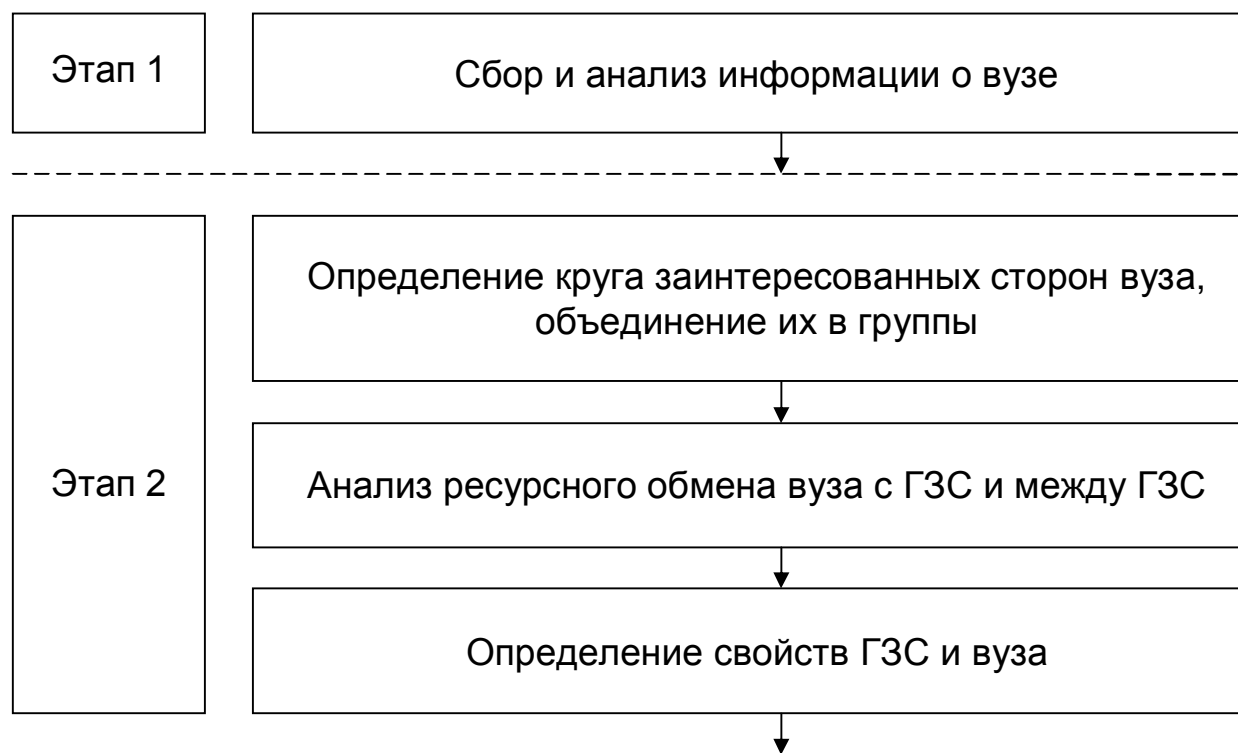 Этап 1
Сбор и анализ информации о вузе
Определение круга заинтересованных сторон вуза,
объединение их в группы
Этап 2
Анализ ресурсного обмена вуза с ГЗС и между ГЗС
Определение свойств ГЗС и вуза